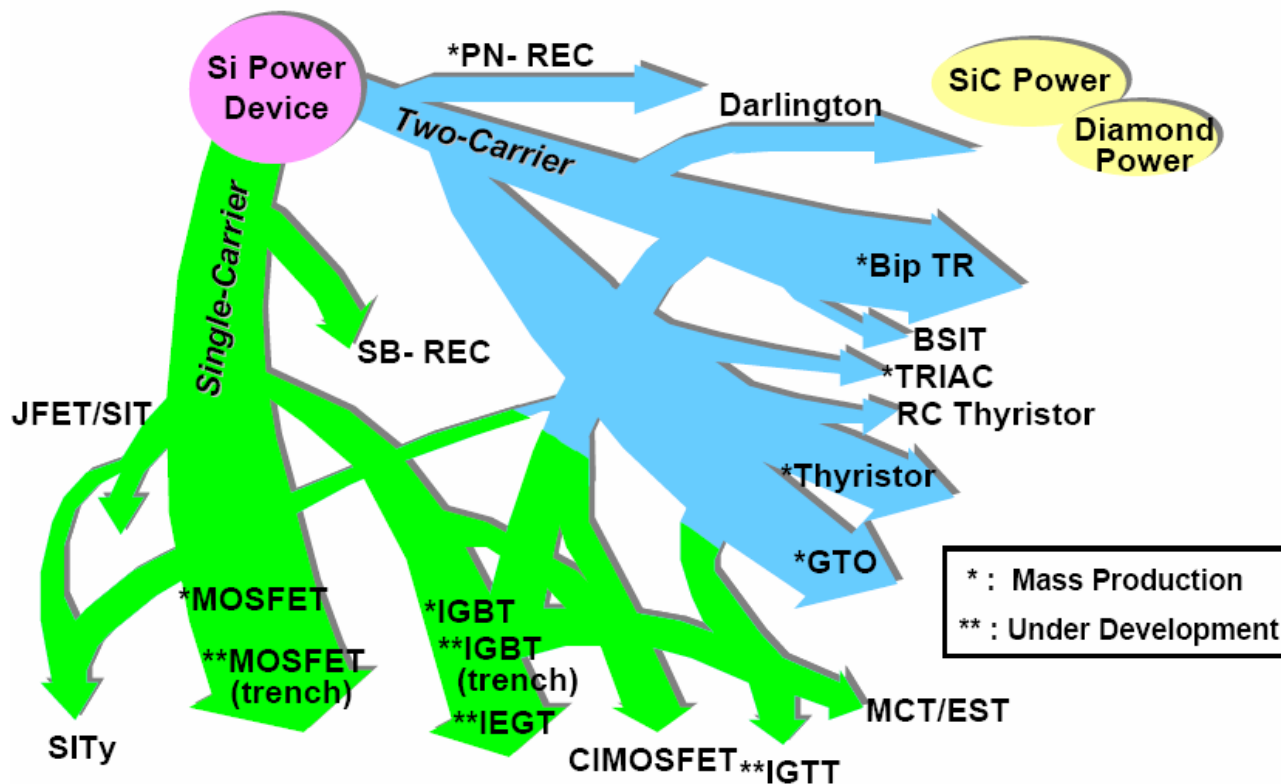 Si Power
Device
*PN- REC
SiC Power
Diamond
Power
Darlington
Two-Carrier
Single-Carrier
*Bip TR
BSIT
SB- REC
*TRIAC
RC Thyristor
JFET/SIT
*Thyristor
*GTO
* : Mass Production
** : Under Development
*MOSFET
**MOSFET
(trench)
*IGBT
**IGBT
(trench)
**IEGT
MCT/EST
SITy
CIMOSFET
**IGTT